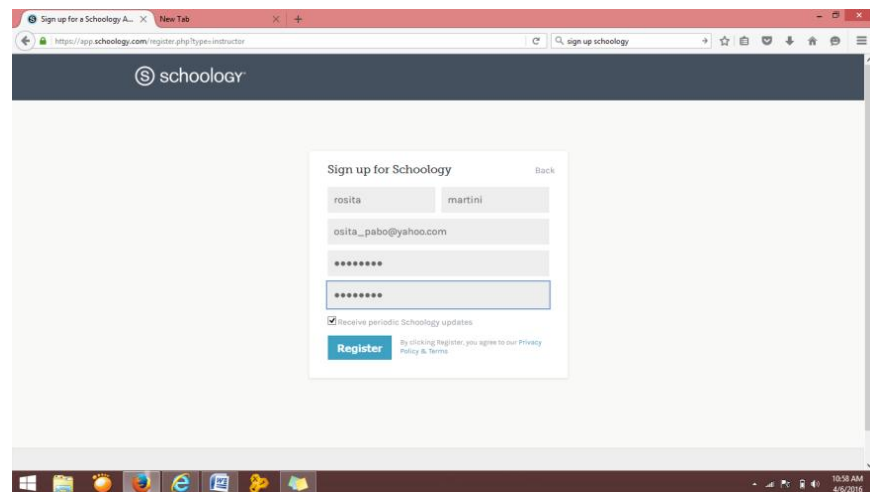 Sign up for a Schoology A... New Tab
https://app.schoology.com/register.php?type=instructor sign up schoology
S schoology
Sign up for Schoology Back
rosita martini
osita_pabo@yahoo.com
Receive periodic Schoology updates
Register By clicking Register, you agree to our Privacy
Policy & Terms
10:58 AM
4/6/2016